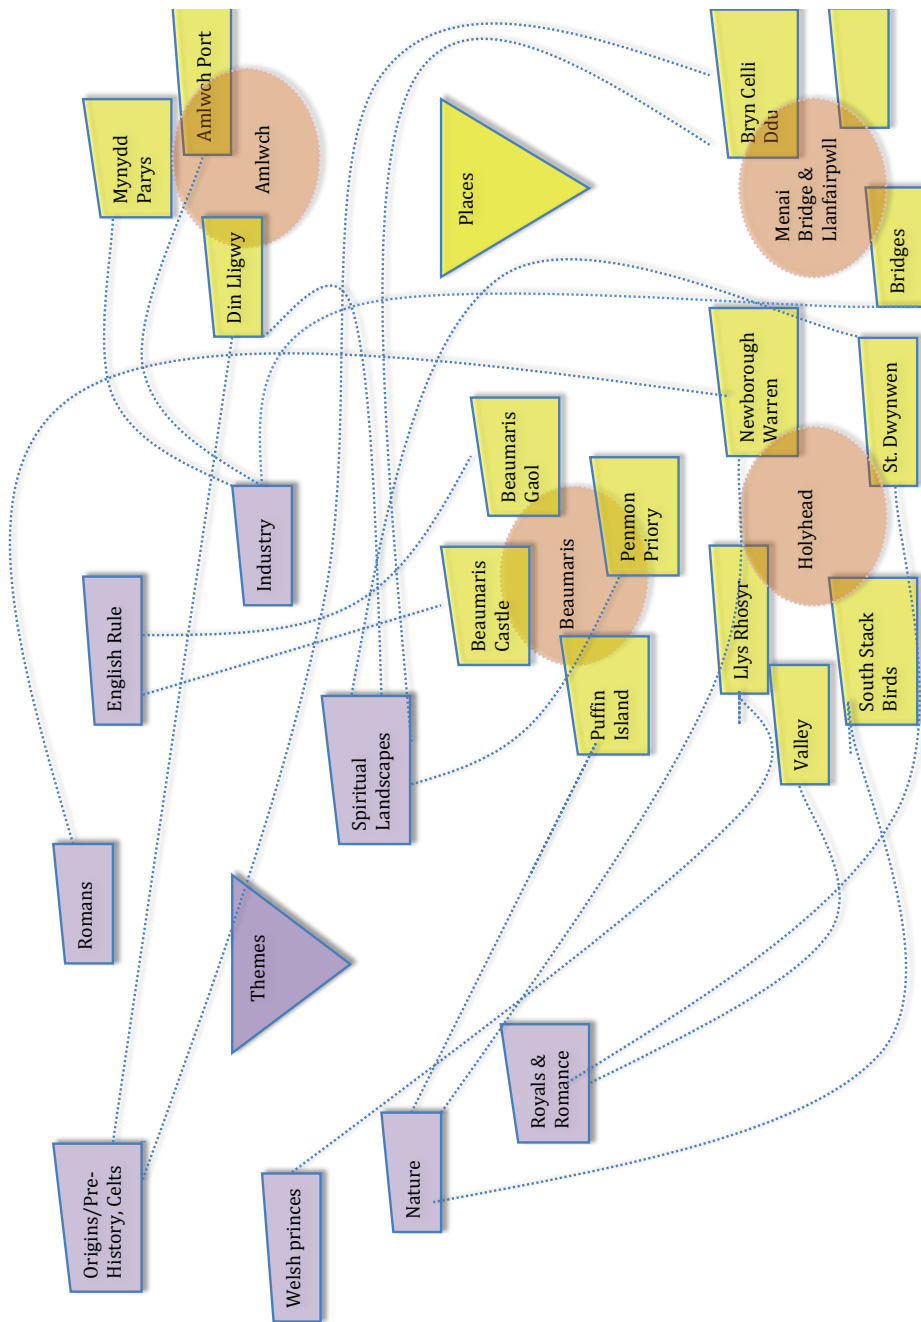 Origins/Pre-
History, Celts
Romans
English Rule
Mynydd
Parys
Amlwch Port
Amlwch
Din Lligwy
Industry
Welsh princes
Themes
Spiritual
Landscapes
Nature
Places
Beaumaris
Castle
Beaumaris
Gaol
Beaumaris
Penmon
Priory
Puffin
Island
Royals &
Romance
Bryn Celli
Ddu
Menai
Bridge &
Llanfairpwll
Bridges
Newborough
Warren
Llys Rhosyr
Holyhead
Valley
South Stack
Birds
St. Dwynwen